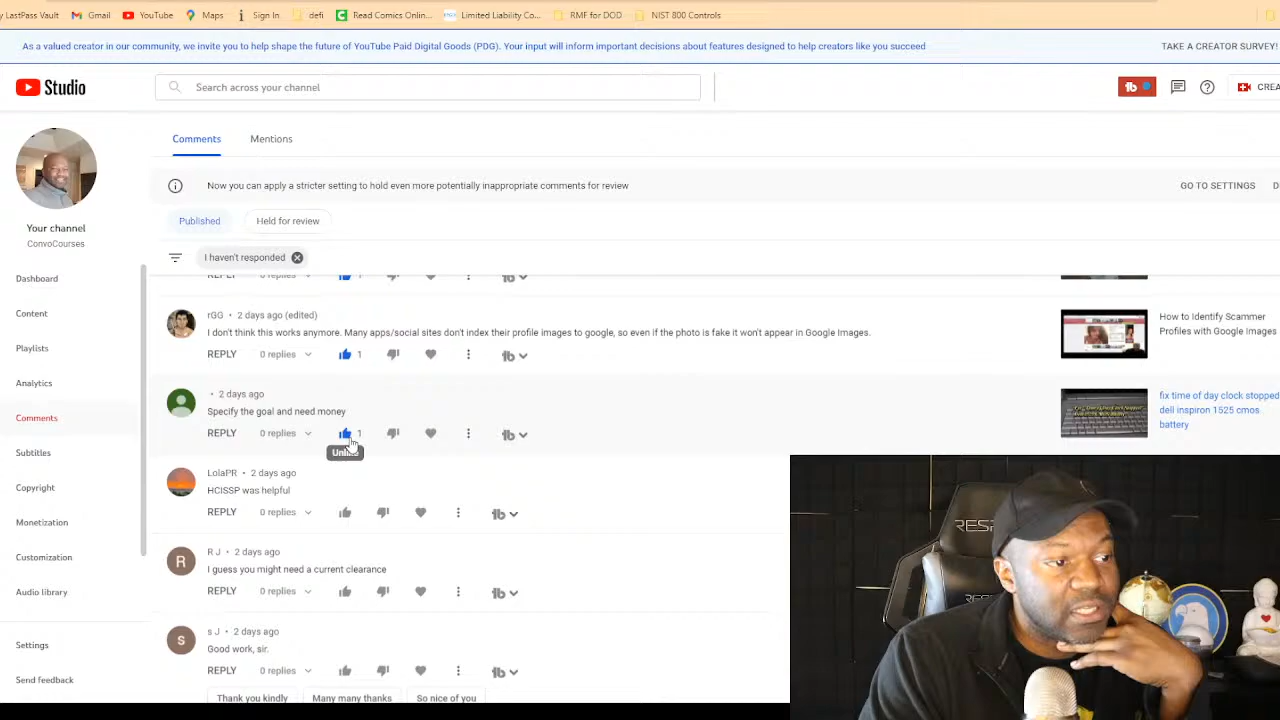 y LastPass Vault Gmail YouTube Maps Sign In defi Read Comics Onlin... Limited Liability Co... RMF for DOD NIST 800 Controls
As a valued creator in our community, we invite you to help shape the future of YouTube Paid Digital Goods (PDG). Your input will inform important decisions about features designed to help creators like you succeed TAKE A CREATOR SURVEY!
Studio Search across your channel CREA
Comments Mentions
Now you can apply a stricter setting to hold even more potentially inappropriate comments for review GO TO SETTINGS D
Published Held for review
Your channel
ConvoCourses
I haven't responded
Dashboard
Content
Playlists
Analytics
Comments
Subtitles
Copyright
Monetization
Customization
Audio library
Settings
Send feedback
REPLY 0 replies 1
rGG • 2 days ago (edited)
I don't think this works anymore. Many apps/social sites don't index their profile images to google, so even if the photo is fake it won't appear in Google Images.
REPLY 0 replies 1
How to Identify Scammer
Profiles with Google Images
• 2 days ago
Specify the goal and need money
REPLY 0 replies 1
fix time of day clock stopped
dell inspiron 1525 cmos
battery
LolaPR • 2 days ago
HCISSP was helpful
REPLY 0 replies
R
R J • 2 days ago
I guess you might need a current clearance
REPLY 0 replies
S
s J • 2 days ago
Good work, sir.
REPLY 0 replies
Thank you kindly Many many thanks So nice of you
RESP